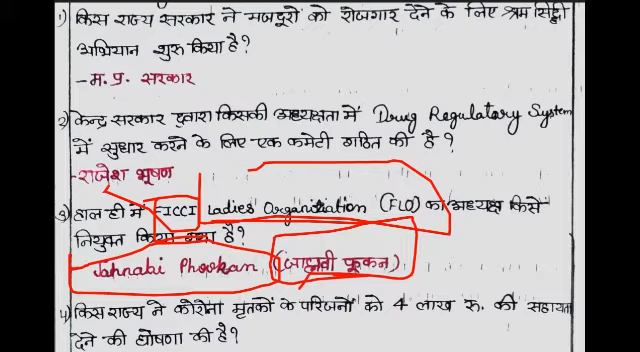 1) किस राज्य सरकार ने मजदूरों को रोजगार देने के लिए श्रम सिद्धी
अभियान शुरु किया है?
- म. प्र. सरकार
2) केन्द्र सरकार द्वारा किसकी अध्यक्षता में Drug Regulatory System
में सुधार करने के लिए एक कमेटी गठित की है?
- राजेश भूषण
3) हाल ही में FICCI Ladies Organisation (FLO) का अध्यक्ष किसे
नियुक्त किया गया है?
Jahnabi Phookan (जाह्नवी फूकन)
4) किस राज्य ने कोरोना मृतकों के परिजनों को 4 लाख रु. की सहायता
देने की घोषणा की है?